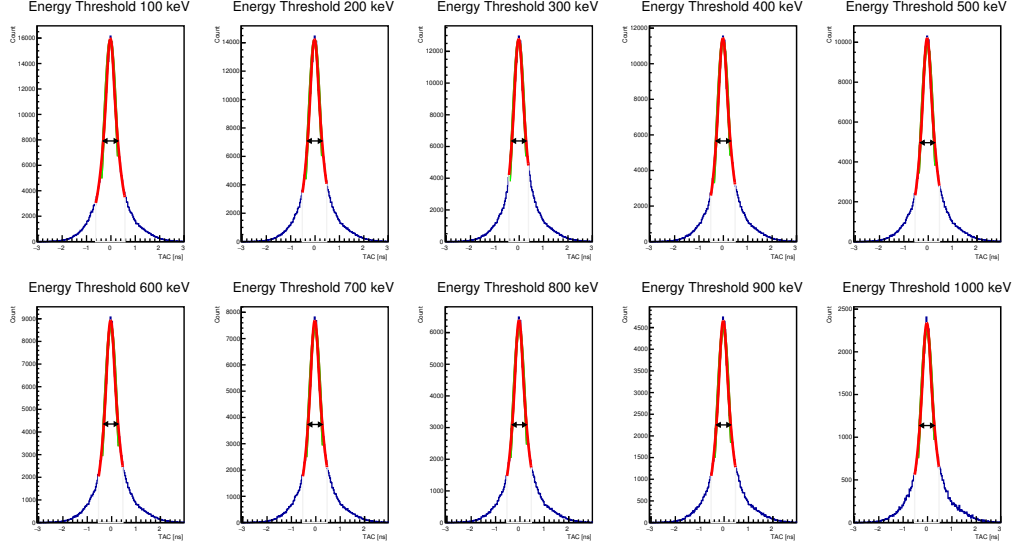 Energy Threshold 100 keV
Count
16000
14000
12000
10000
8000
6000
4000
2000
0
−3 −2 −1 0 1 2 3
TAC [ns]
Energy Threshold 200 keV
Count
14000
12000
10000
8000
6000
4000
2000
0
−3 −2 −1 0 1 2 3
TAC [ns]
Energy Threshold 300 keV
Count
12000
10000
8000
6000
4000
2000
0
−3 −2 −1 0 1 2 3
TAC [ns]
Energy Threshold 400 keV
Count
12000
10000
8000
6000
4000
2000
0
−3 −2 −1 0 1 2 3
TAC [ns]
Energy Threshold 500 keV
Count
10000
8000
6000
4000
2000
0
−3 −2 −1 0 1 2 3
TAC [ns]
Energy Threshold 600 keV
Count
9000
8000
7000
6000
5000
4000
3000
2000
1000
0
−3 −2 −1 0 1 2 3
TAC [ns]
Energy Threshold 700 keV
Count
8000
7000
6000
5000
4000
3000
2000
1000
0
−3 −2 −1 0 1 2 3
TAC [ns]
Energy Threshold 800 keV
Count
6000
5000
4000
3000
2000
1000
0
−3 −2 −1 0 1 2 3
TAC [ns]
Energy Threshold 900 keV
Count
4500
4000
3500
3000
2500
2000
1500
1000
500
0
−3 −2 −1 0 1 2 3
TAC [ns]
Energy Threshold 1000 keV
Count
2500
2000
1500
1000
500
0
−3 −2 −1 0 1 2 3
TAC [ns]